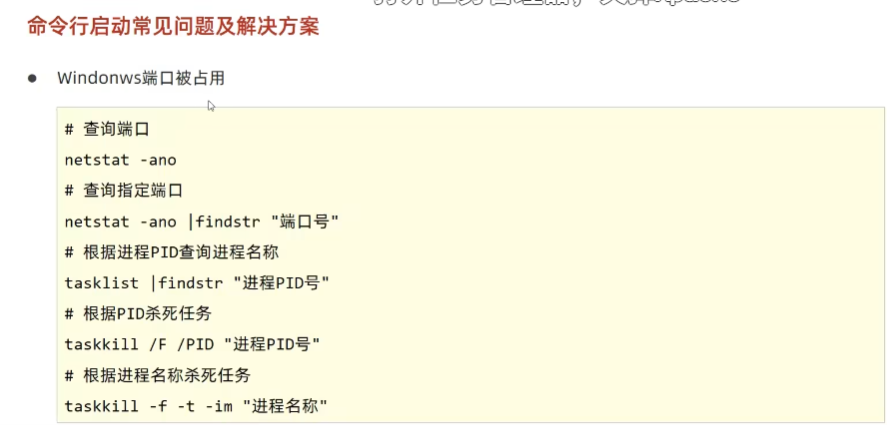 命令行启动常见问题及解决方案
Windonws端口被占用
# 查询端口
netstat -ano
# 查询指定端口
netstat -ano |findstr "端口号"
# 根据进程PID查询进程名称
tasklist |findstr "进程PID号"
# 根据PID杀死任务
taskkill /F /PID "进程PID号"
# 根据进程名称杀死任务
taskkill -f -t -im "进程名称"